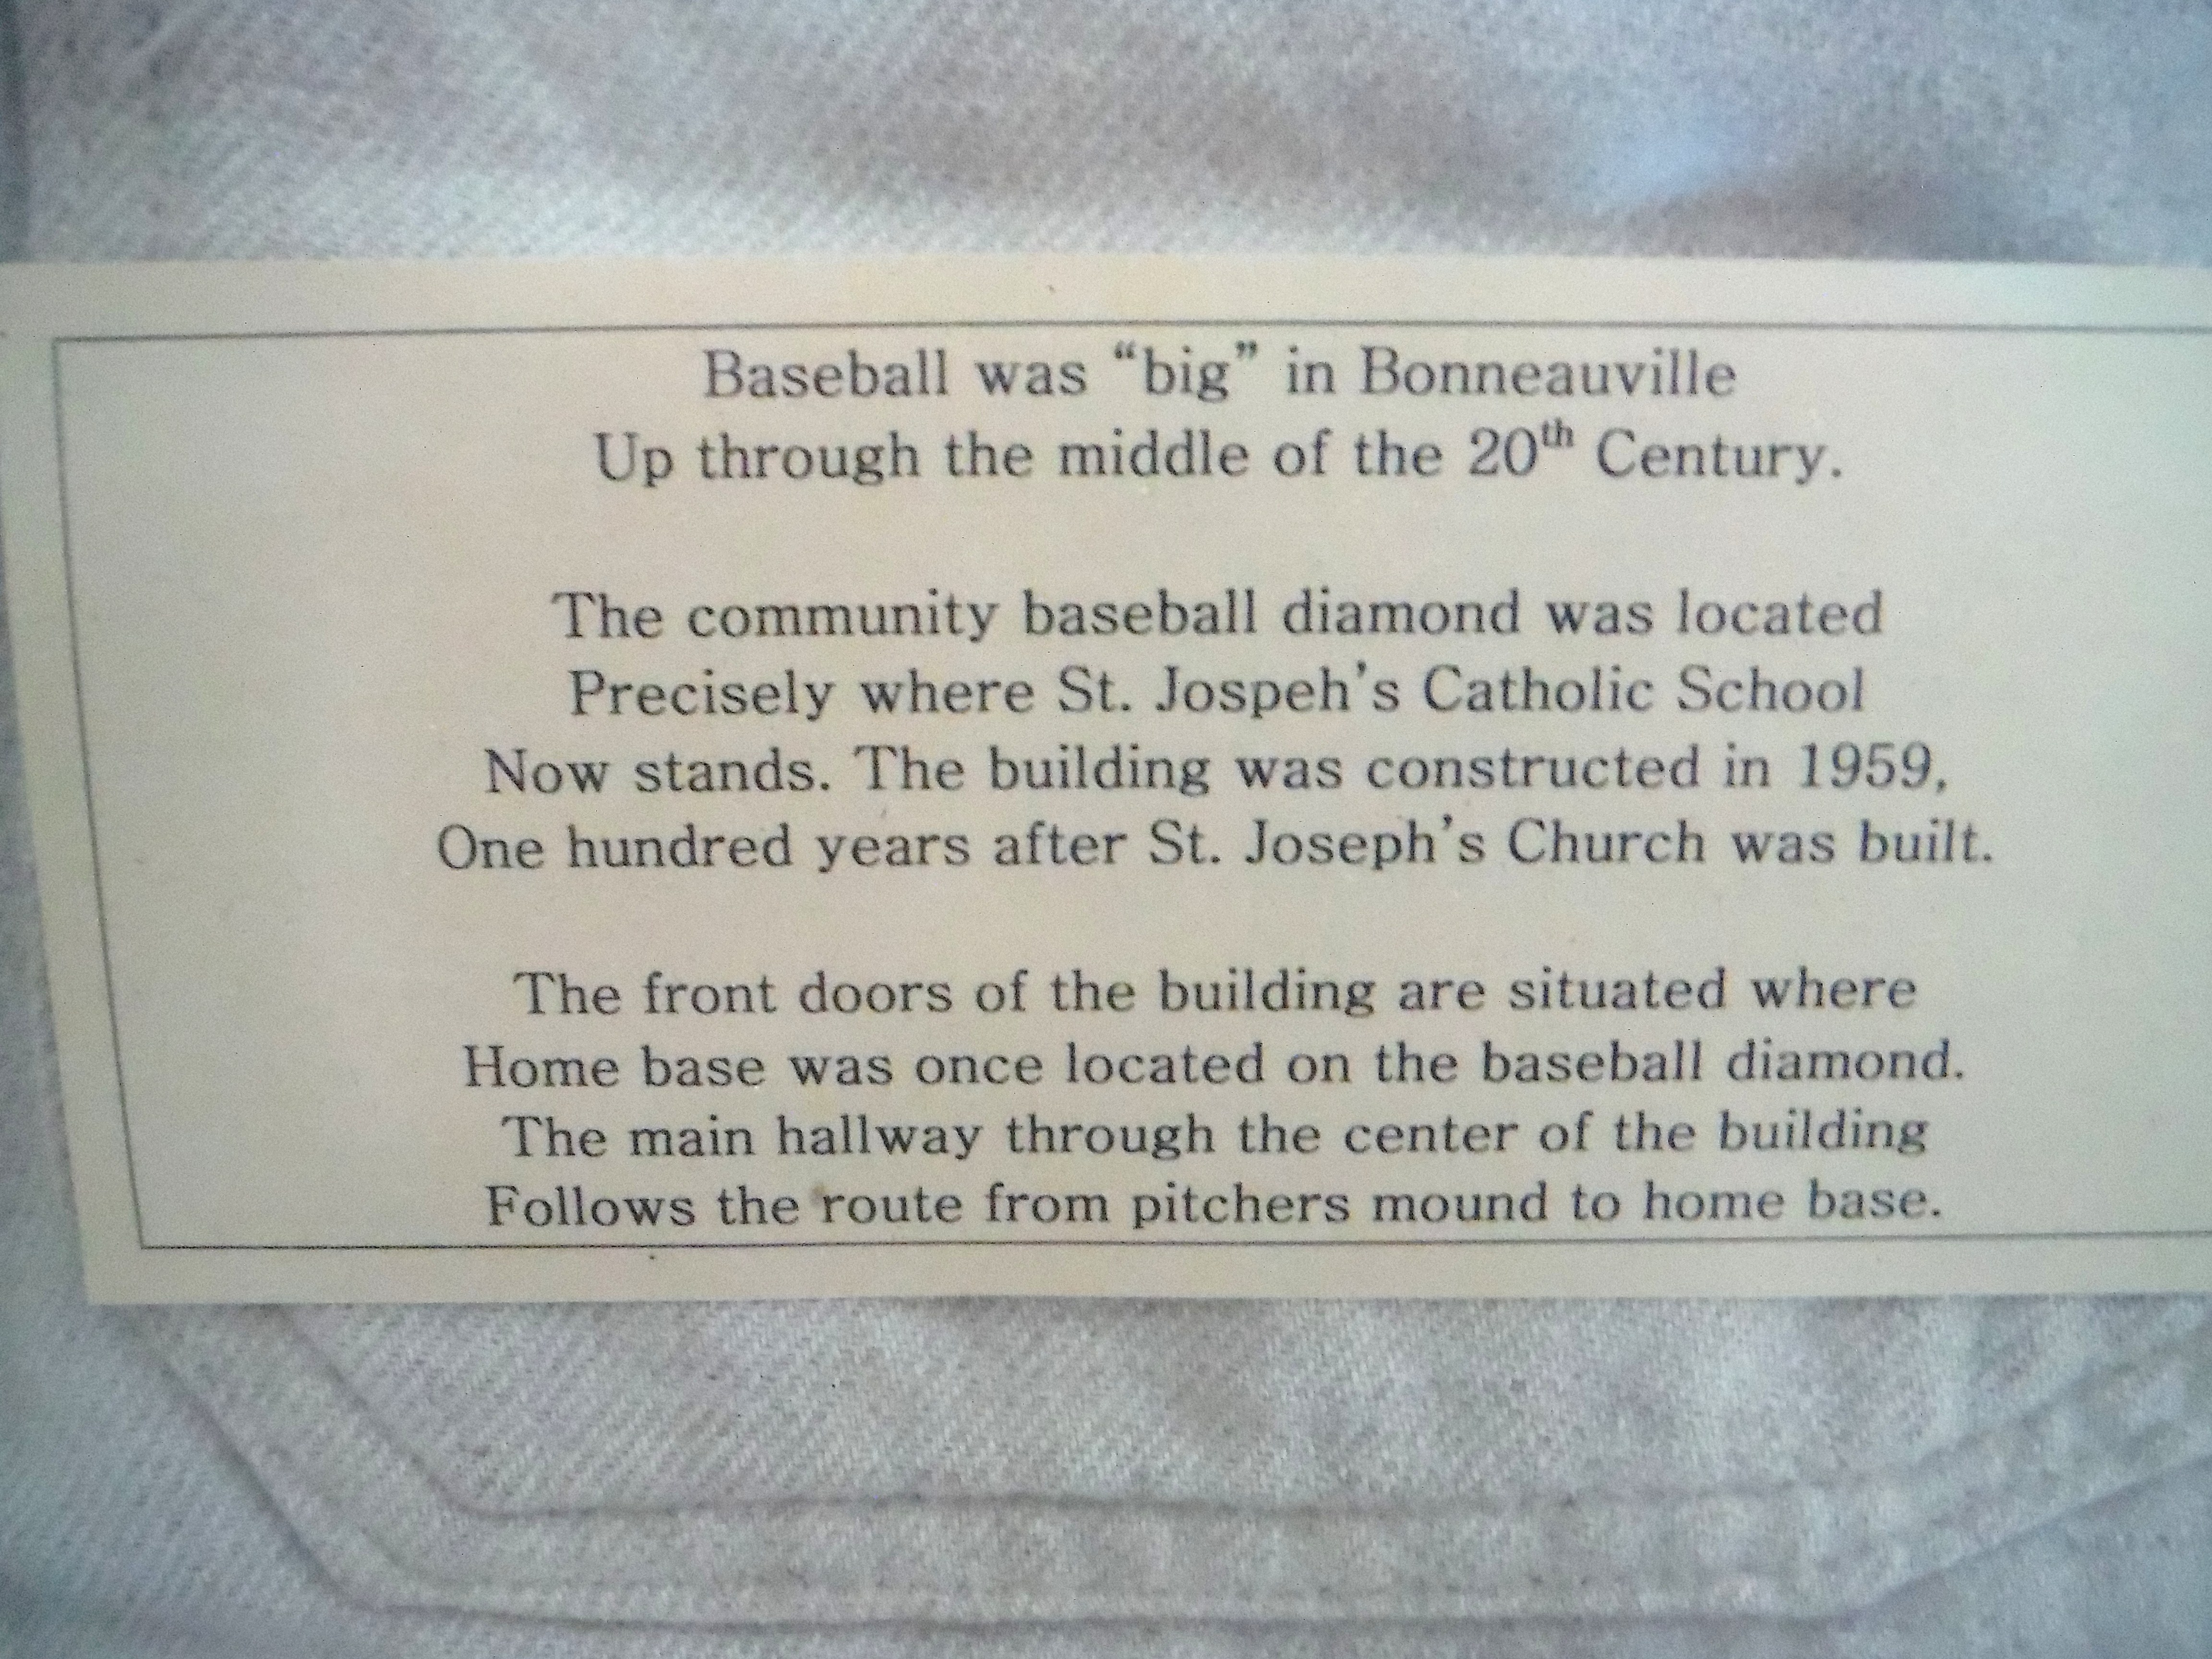 Baseball was “big” in Bonneauville
Up through the middle of the 20th Century.
The community baseball diamond was located
Precisely where St. Jospeh’s Catholic School
Now stands. The building was constructed in 1959,
One hundred years after St. Joseph’s Church was built.
The front doors of the building are situated where
Home base was once located on the baseball diamond.
The main hallway through the center of the building
Follows the route from pitchers mound to home base.